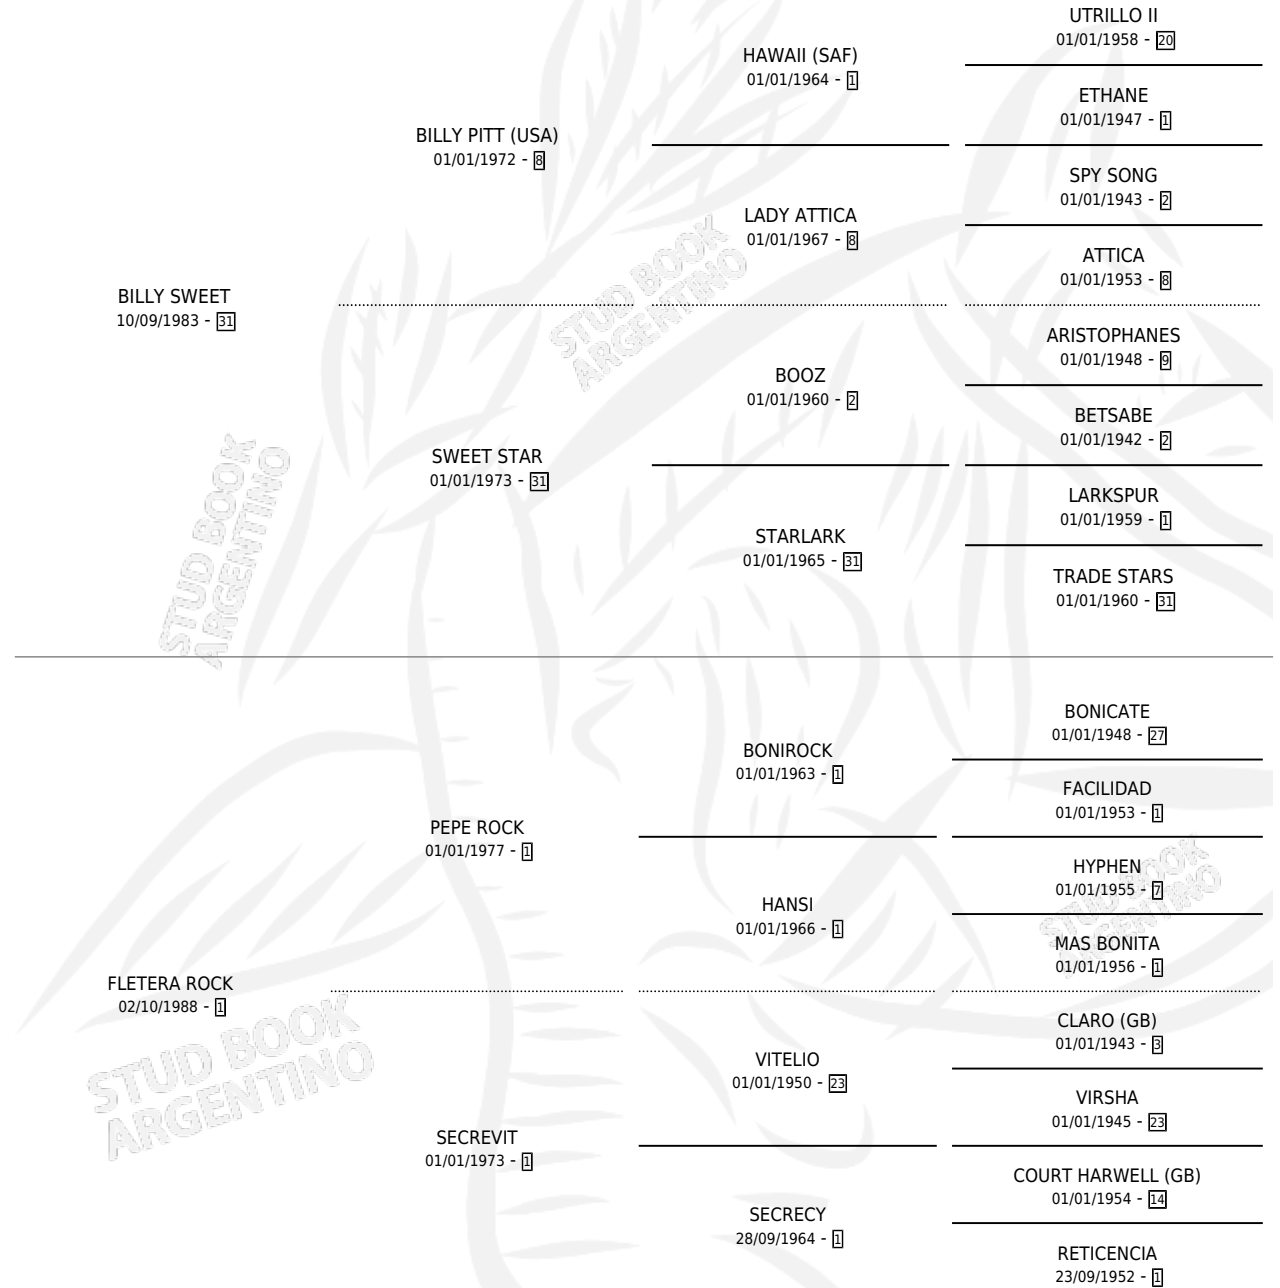 UTRILLO II
01/01/1958 - 20
HAWAII (SAF)
01/01/1964 - 1
ETHANE
01/01/1947 - 1
BILLY PITT (USA)
01/01/1972 - 8
SPY SONG
01/01/1943 - 2
LADY ATTICA
01/01/1967 - 8
ATTICA
01/01/1953 - 8
BILLY SWEET
10/09/1983 - 31
STUD BOOK
ARGENTINO
ARISTOPHANES
01/01/1948 - 9
BOOZ
01/01/1960 - 2
BETSABE
01/01/1942 - 2
SWEET STAR
01/01/1973 - 31
LARKSPUR
01/01/1959 - 1
STARLARK
01/01/1965 - 31
TRADE STARS
01/01/1960 - 31
STUD BOOK
ARGENTINO
BONICATE
01/01/1948 - 27
BONIROCK
01/01/1963 - 1
FACILIDAD
01/01/1953 - 1
PEPE ROCK
01/01/1977 - 1
HYPHEN
01/01/1955 - 7
HANSI
01/01/1966 - 1
MAS BONITA
01/01/1956 - 1
STUD BOOK
ARGENTINO
FLETERA ROCK
02/10/1988 - 1
CLARO (GB)
01/01/1943 - 3
VITELIO
01/01/1950 - 23
VIRSHA
01/01/1945 - 23
STUD BOOK
ARGENTINO
SECREVIT
01/01/1973 - 1
COURT HARWELL (GB)
01/01/1954 - 14
SECRECY
28/09/1964 - 1
RETICENCIA
23/09/1952 - 1